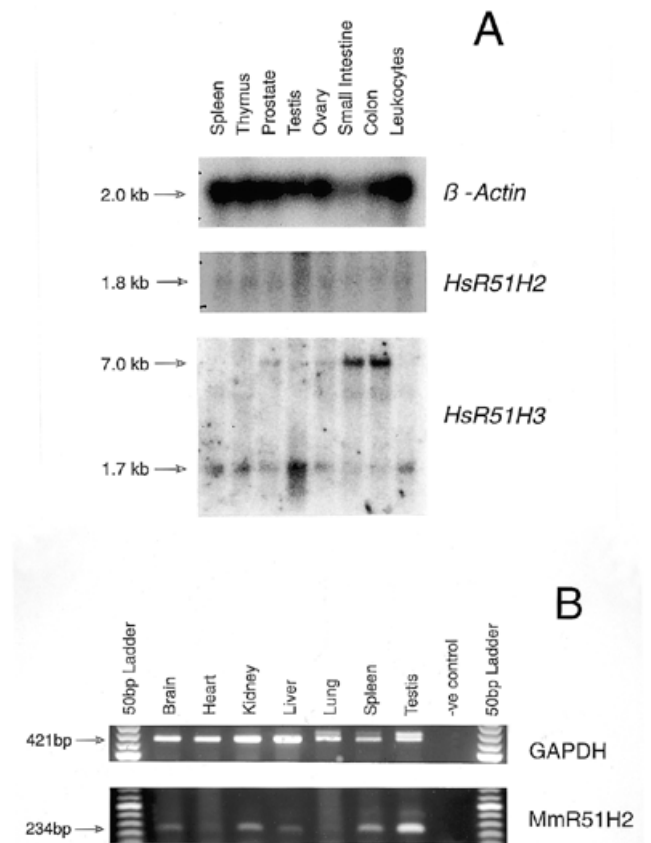 A
Spleen
Thymus
Prostate
Testis
Ovary
Small Intestine
Colon
Leukocytes
2.0 kb
ß -Actin
1.8 kb
HsR51H2
7.0 kb
HsR51H3
1.7 kb
B
50bp Ladder
Brain
Heart
Kidney
Liver
Lung
Spleen
Testis
-ve control
50bp Ladder
421bp
GAPDH
234bp
MmR51H2